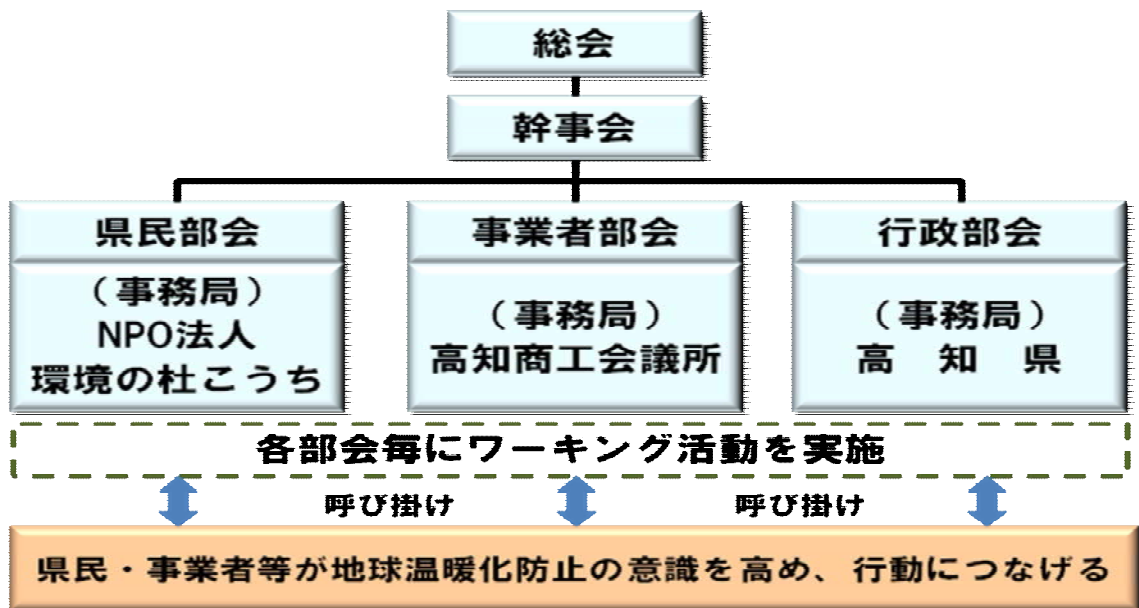 総会
幹事会
県民部会
（事務局）
NPO法人
環境の杜こうち
事業者部会
（事務局）
高知商工会議所
行政部会
（事務局）
高　知　県
各部会毎にワーキング活動を実施
呼び掛け
呼び掛け
県民・事業者等が地球温暖化防止の意識を高め、行動につなげる